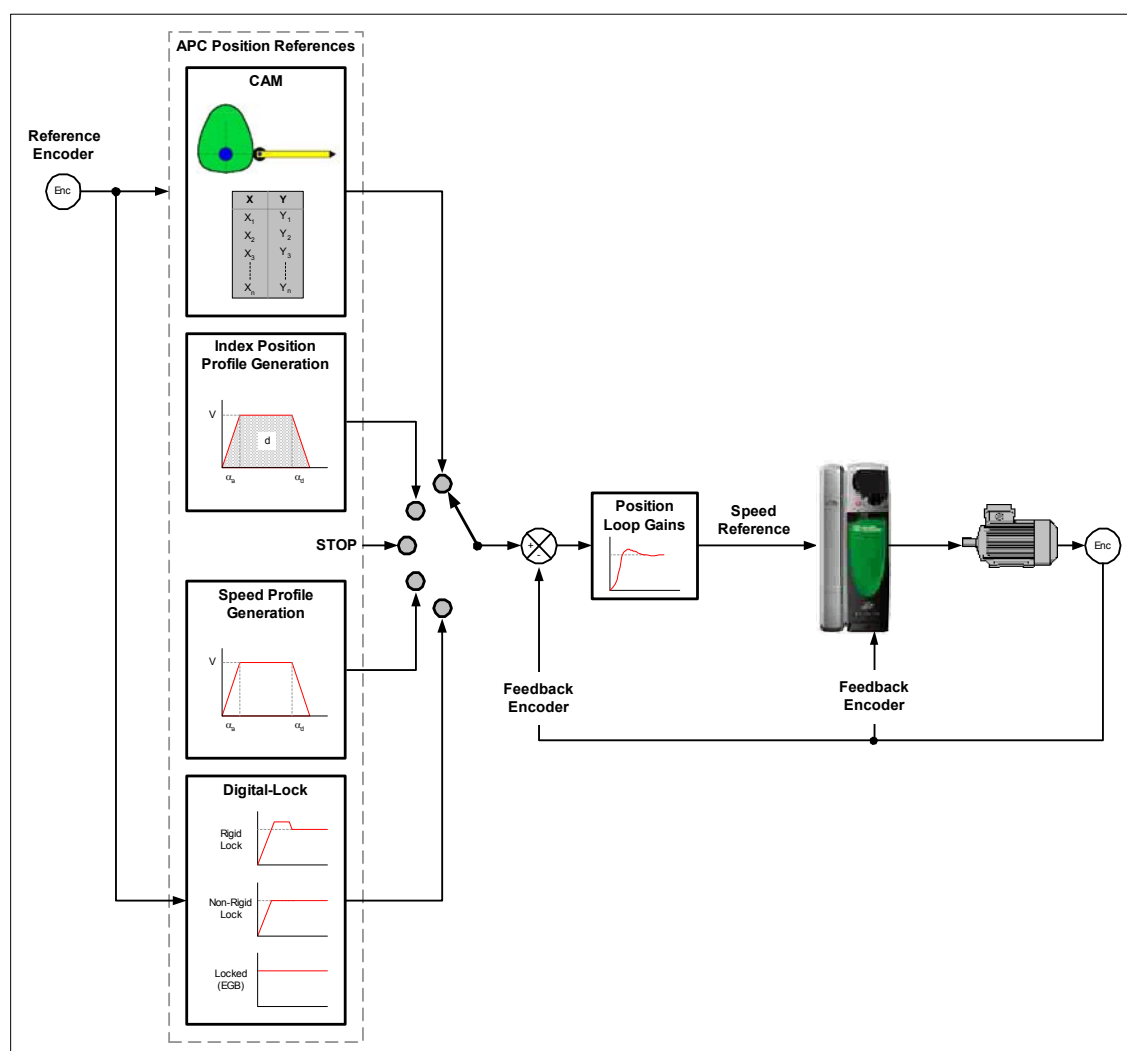 APC Position References
CAM
Reference
Encoder
Enc
X Y
X1 Y1
X2 Y2
X3 Y3
Xn Yn
Index Position
Profile Generation
V
d
αa αd
STOP
Speed Profile
Generation
V
αa αd
Digital-Lock
Rigid
Lock
Non-Rigid
Lock
Locked
(EGB)
+
-
Position
Loop Gains
Speed
Reference
Enc
Feedback
Encoder
Feedback
Encoder